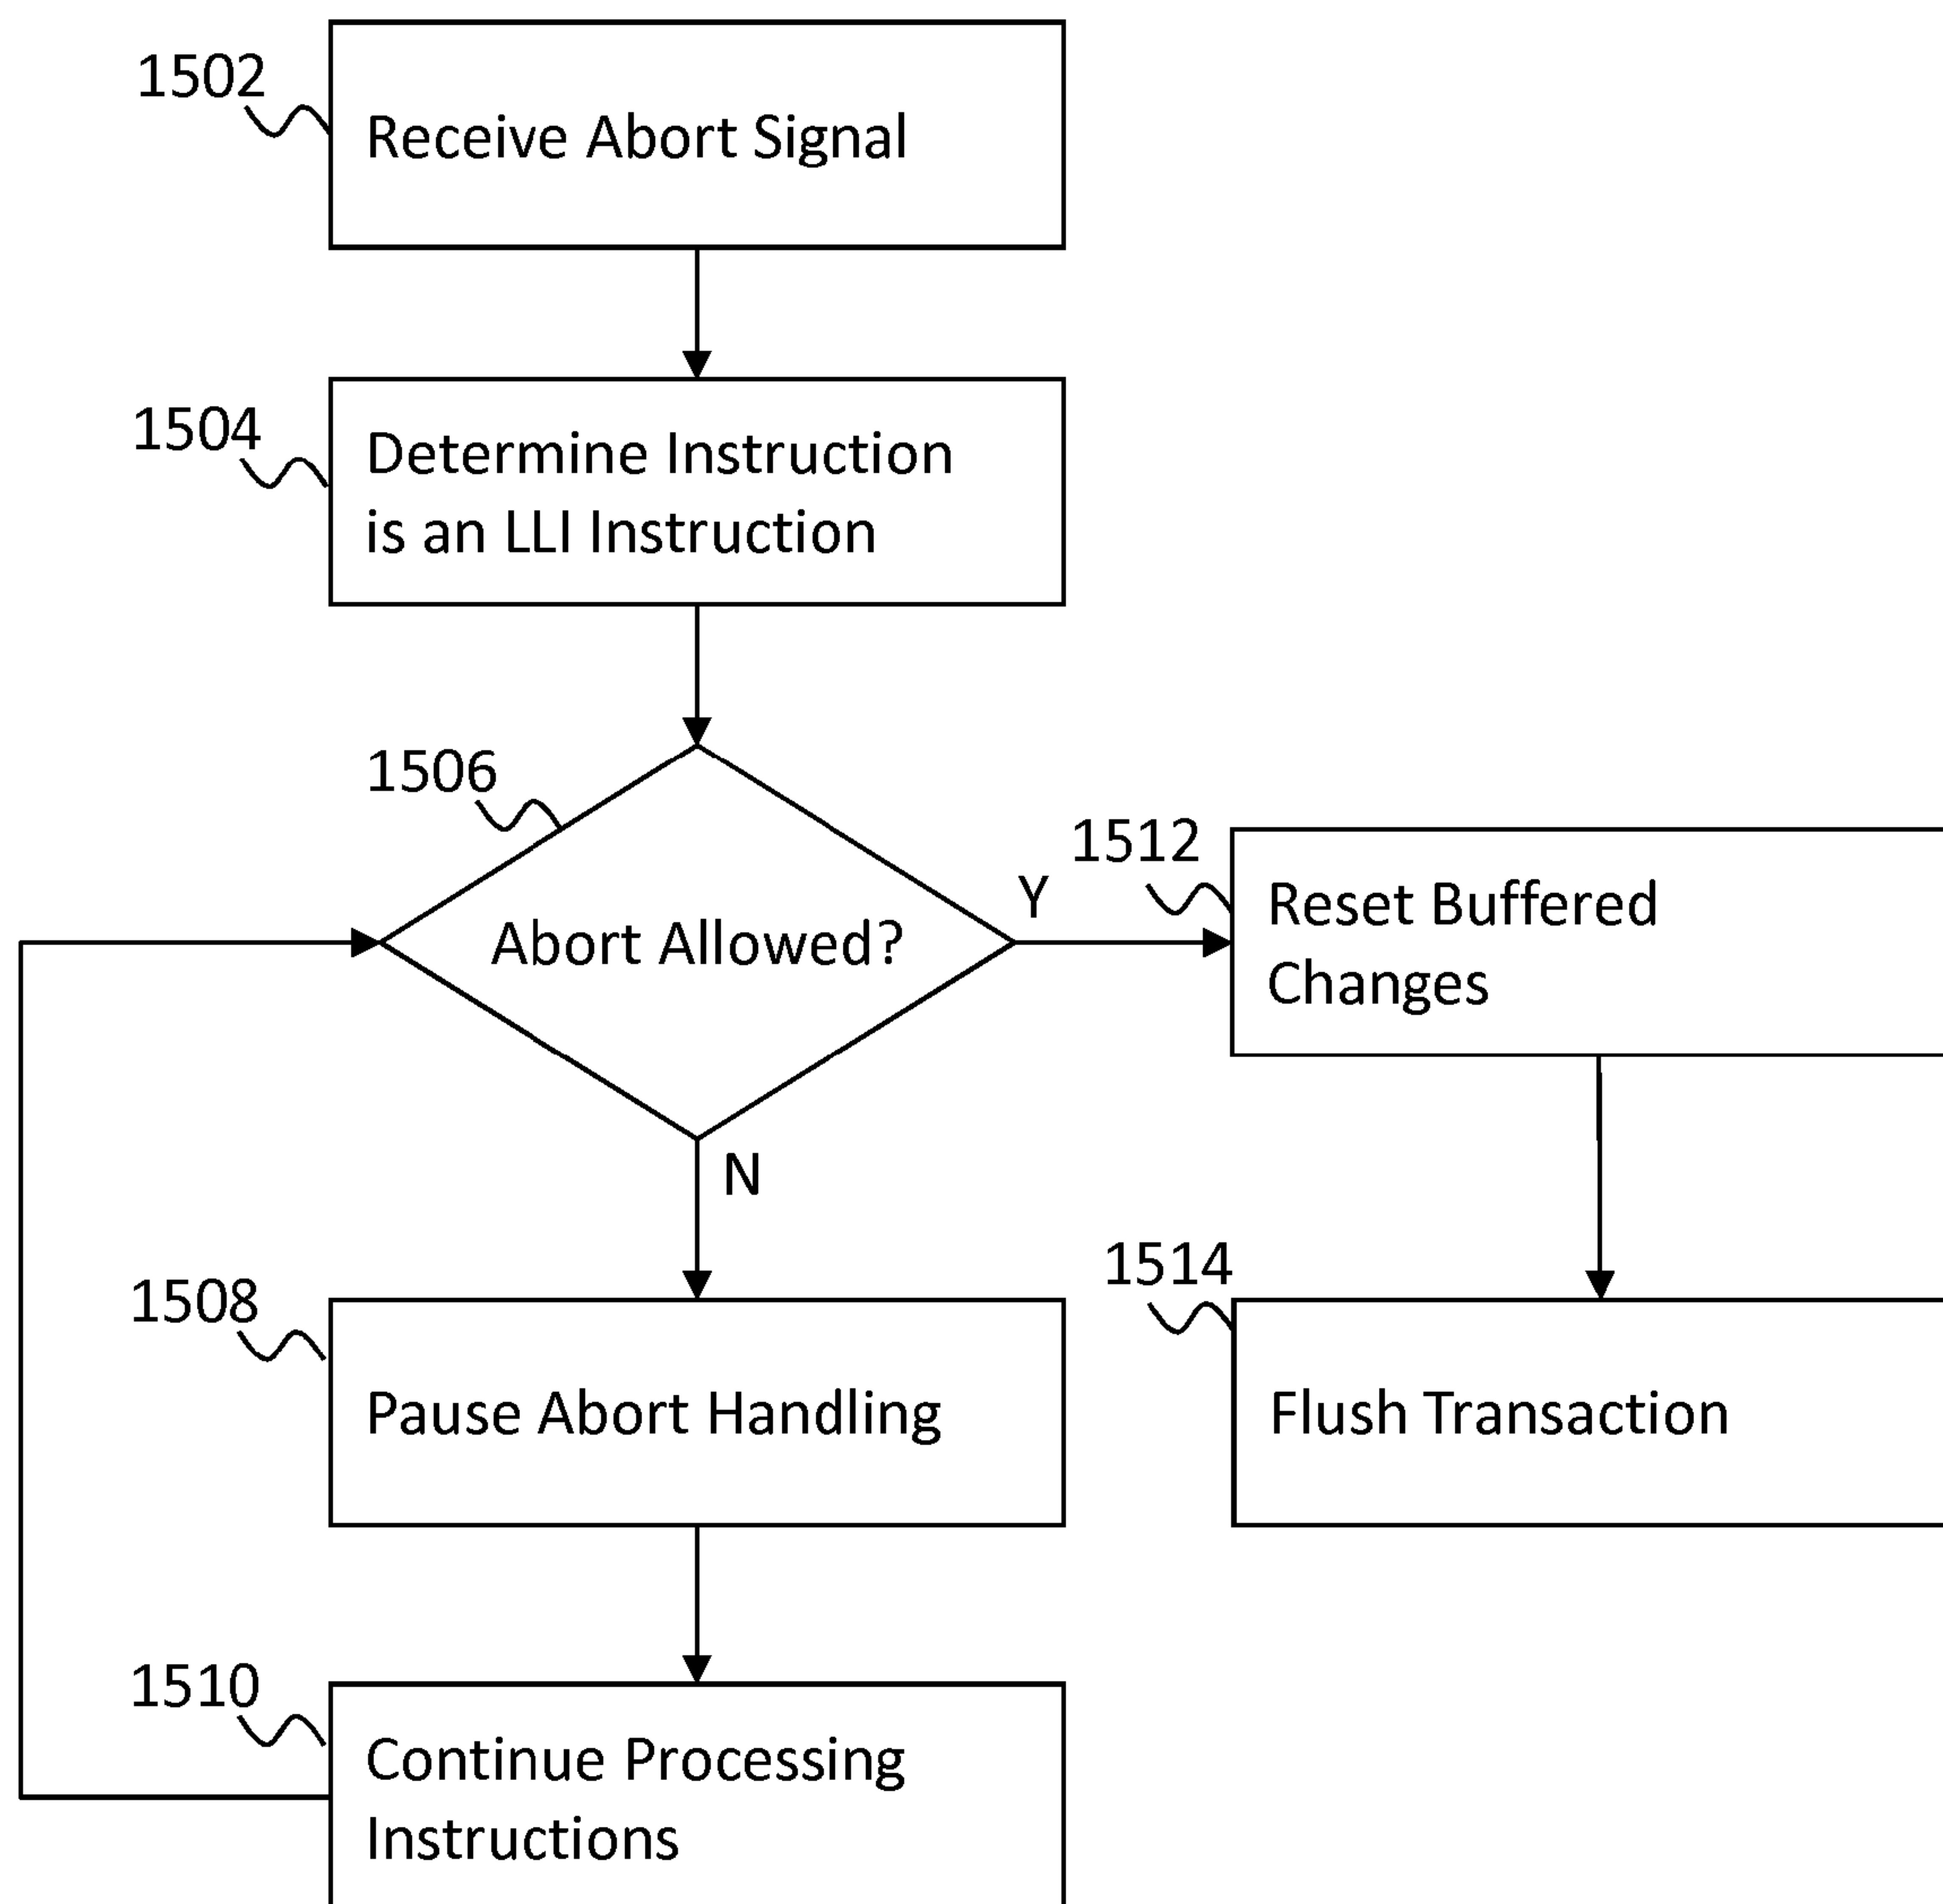 1502
Receive Abort Signal
1504
Determine Instruction
is an LLI Instruction
1506
Abort Allowed?
Y
N
1512
Reset Buffered
Changes
1508
Pause Abort Handling
1514
Flush Transaction
1510
Continue Processing
Instructions